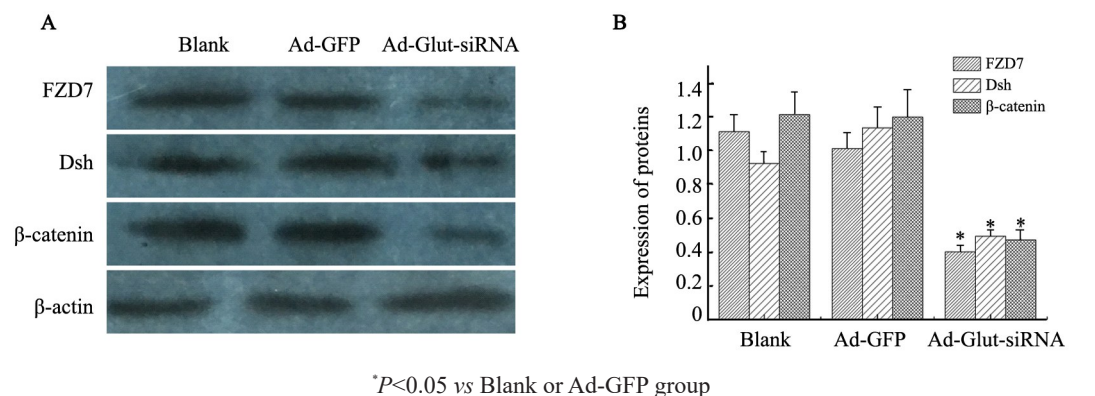 A
Blank Ad-GFP Ad-Glut-siRNA
FZD7
Dsh
β-catenin
β-actin
B
FZD7
Dsh
β-catenin
Expression of proteins
1.4
1.2
1.0
0.8
0.6
0.4
0.2
0
* * *
Blank Ad-GFP Ad-Glut-siRNA
*P<0.05 vs Blank or Ad-GFP group